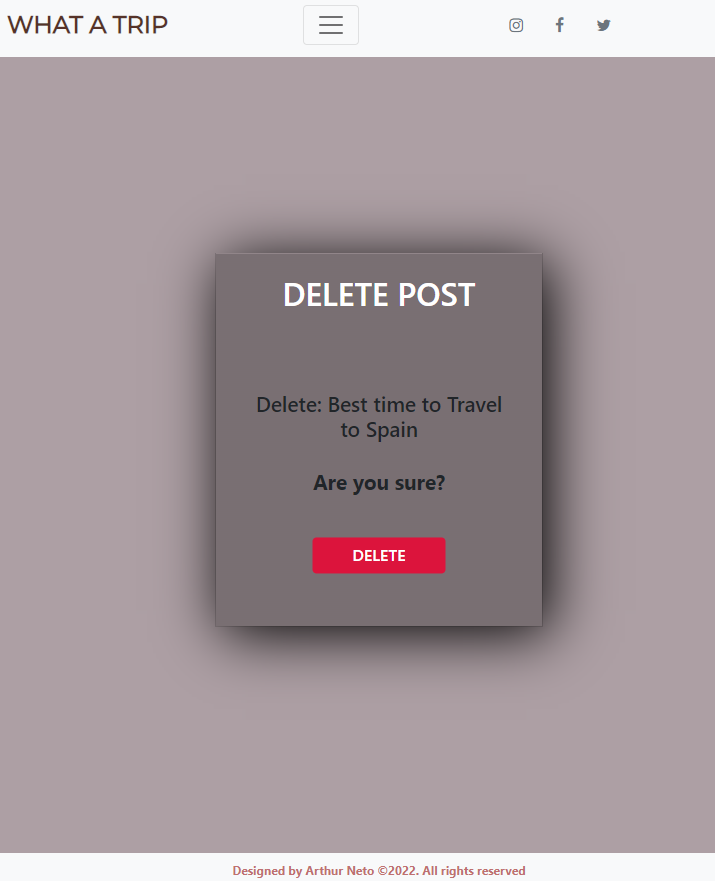 WHAT A TRIP
DELETE POST
Delete: Best time to Travel
to Spain
Are you sure?
DELETE
Designed by Arthur Neto ©2022. All rights reserved